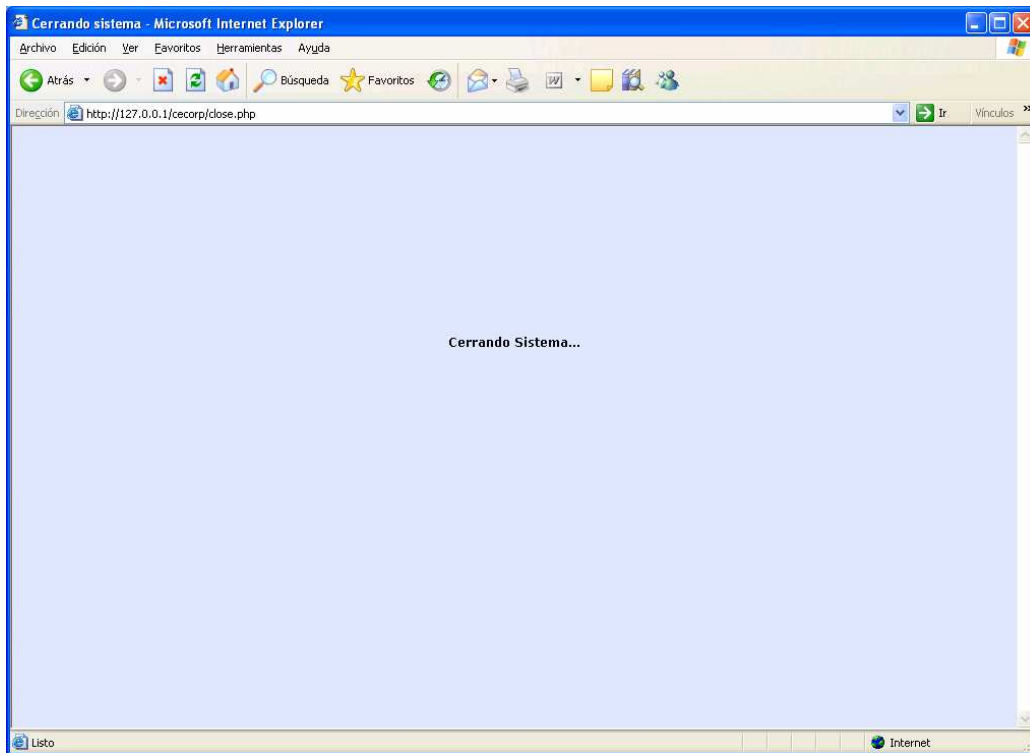 Cerrando sistema - Microsoft Internet Explorer
Archivo Edición Ver Favoritos Herramientas Ayuda
Atrás Búsqueda Favoritos W
Dirección http://127.0.0.1/cecorp/close.php Ir Vínculos »
Cerrando Sistema...
Listo Internet